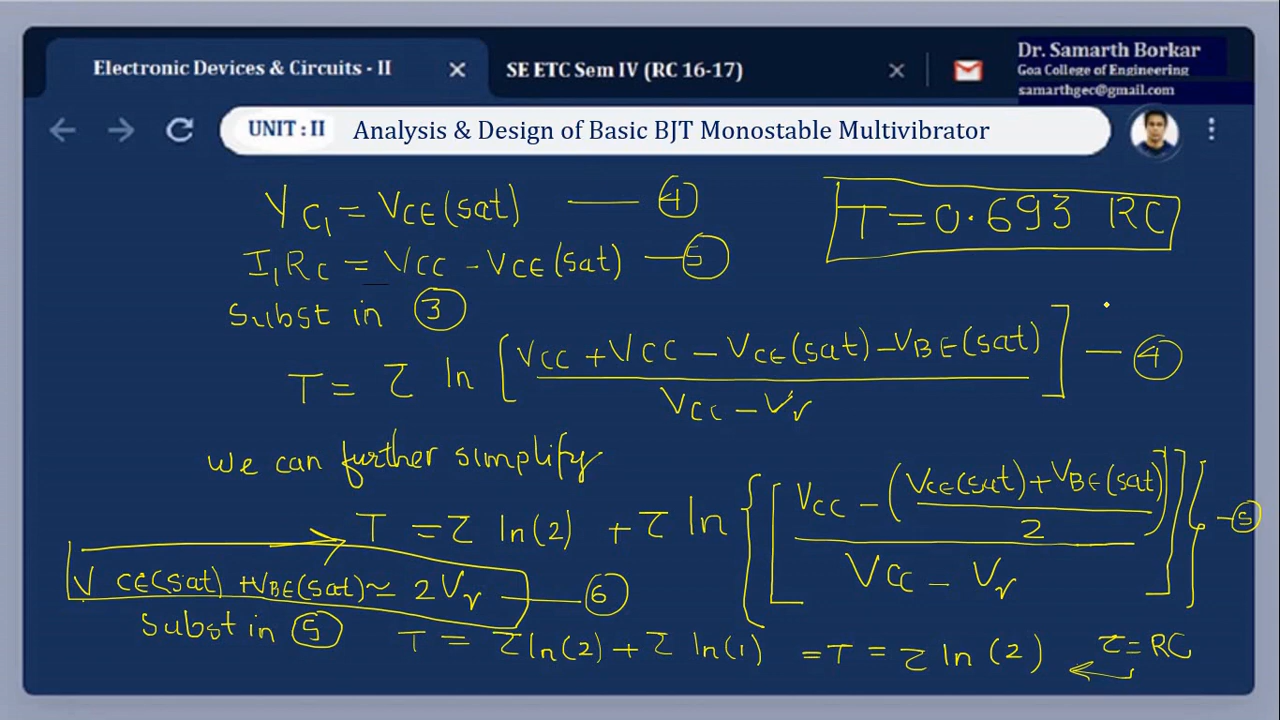 Electronic Devices & Circuits - II
SE ETC Sem IV (RC 16-17)
Dr. Samarth Borkar
Goa College of Engineering
samarthgec@gmail.com
UNIT : II Analysis & Design of Basic BJT Monostable Multivibrator
VC1 = VCE(sat) — 4
T = 0.693 RC
I1RC = VCC - VCE(sat) — 5
Subst in 3
T = τ ln [ (VCC + VCC - VCE(sat) - VBE(sat)) / (VCC - Vγ) ] — 4
we can further simplify
T = τ ln(2) + τ ln { [ (VCC - ((VCE(sat) + VBE(sat)) / 2)) / (VCC - Vγ) ] } — 5
VCE(sat) + VBE(sat) ≃ 2Vγ — 6
Subst in 5 T = τ ln(2) + τ ln(1) = T = τ ln(2) τ = RC